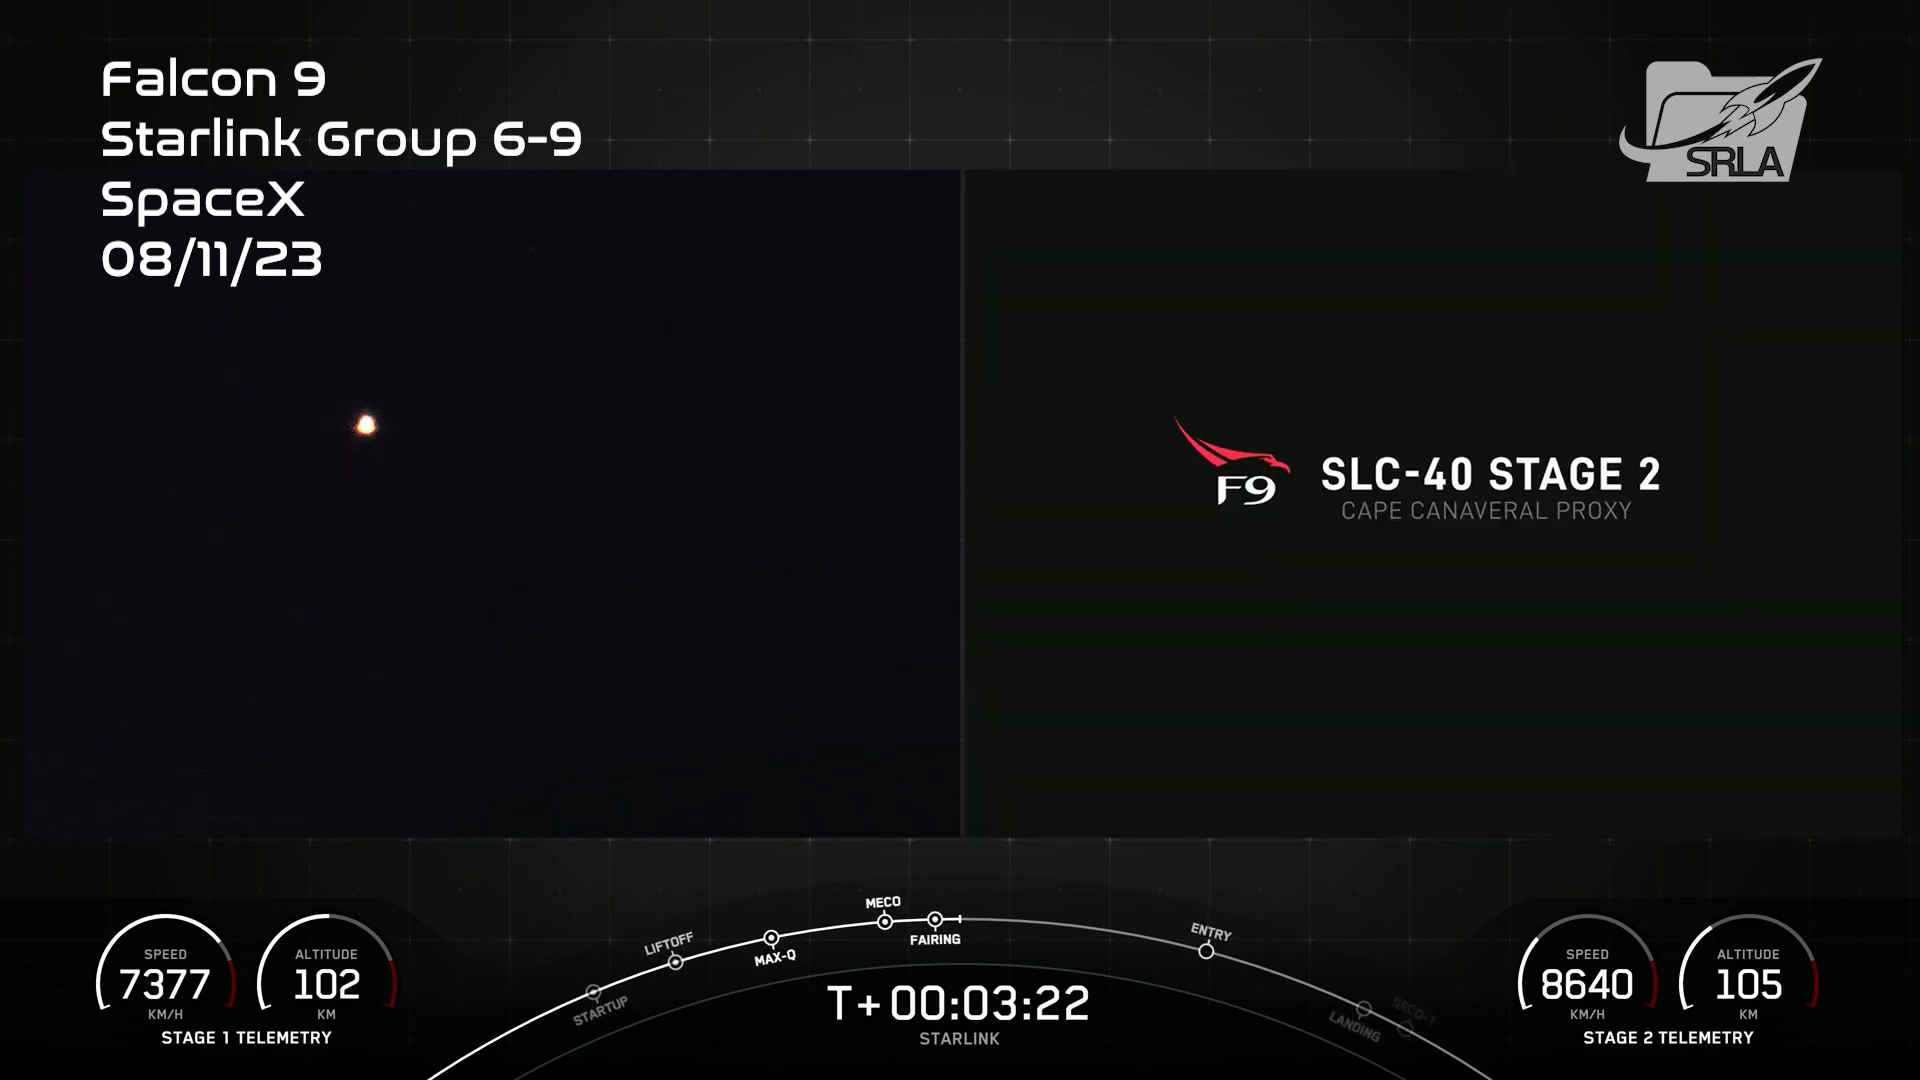 Falcon 9
Starlink Group 6-9
SpaceX
08/11/23
SRLA
F9
SLC-40 STAGE 2
CAPE CANAVERAL PROXY
SPEED
7377
KM/H
ALTITUDE
102
KM
STAGE 1 TELEMETRY
STARTUP
LIFTOFF
MAX-Q
MECO
FAIRING
ENTRY
LANDING
SECO-1
T+00:03:22
STARLINK
SPEED
8640
KM/H
ALTITUDE
105
KM
STAGE 2 TELEMETRY